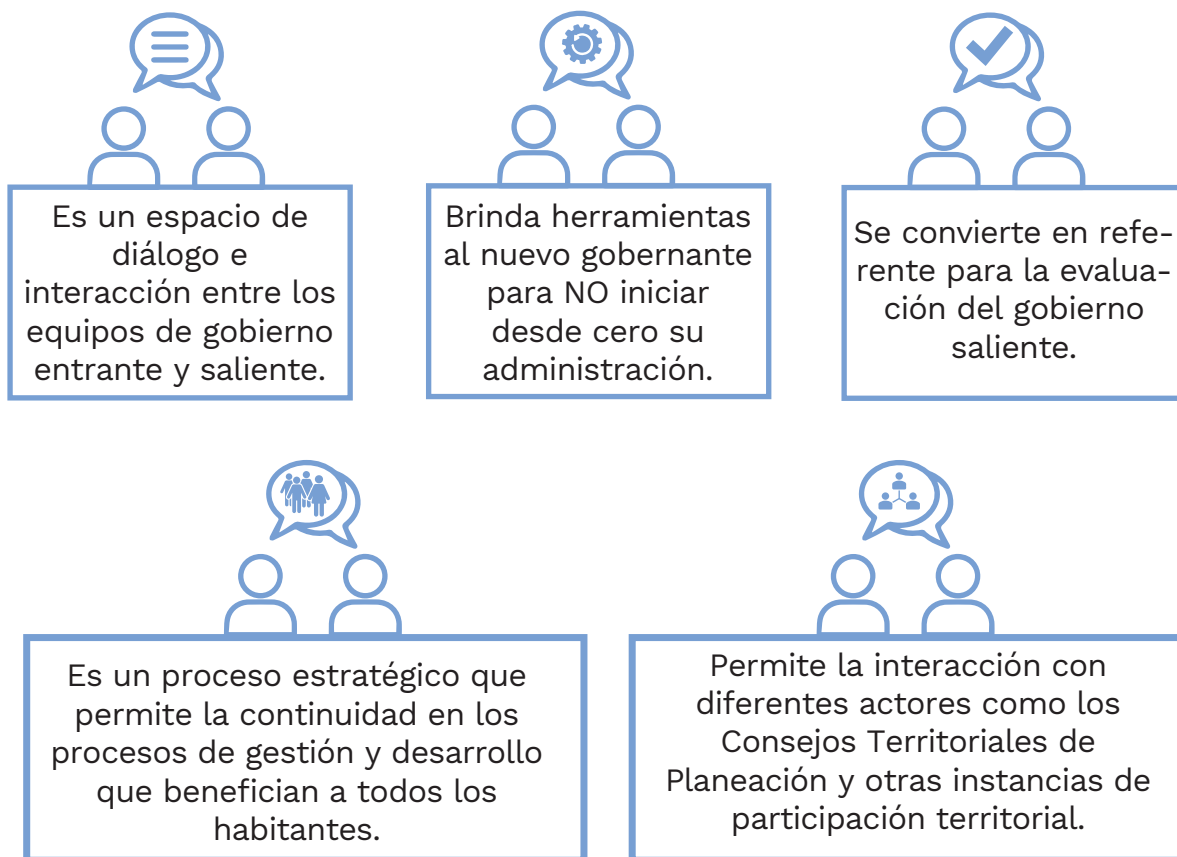 Es un espacio de
diálogo e
interacción entre los
equipos de gobierno
entrante y saliente.
Brinda herramientas
al nuevo gobernante
para NO iniciar
desde cero su
administración.
Se convierte en refe-
rente para la evalua-
ción del gobierno
saliente.
Es un proceso estratégico que
permite la continuidad en los
procesos de gestión y desarrollo
que benefician a todos los
habitantes.
Permite la interacción con
diferentes actores como los
Consejos Territoriales de
Planeación y otras instancias de
participación territorial.